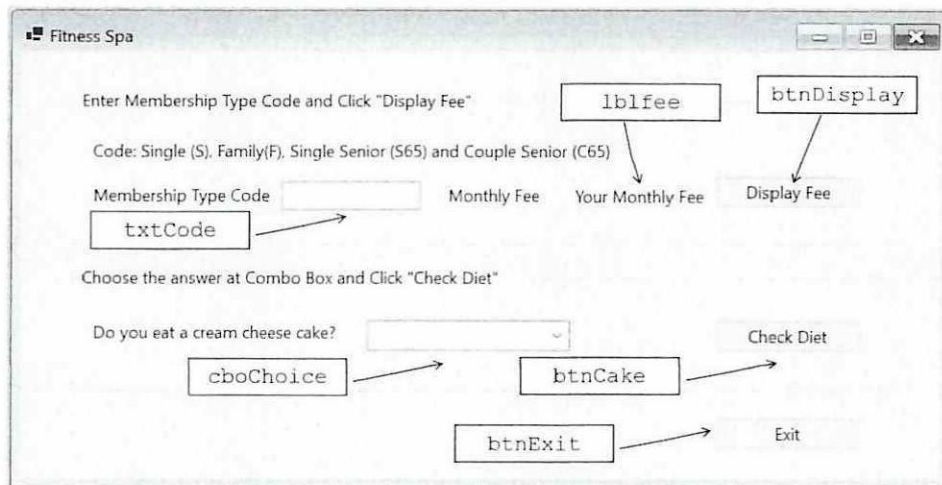 Fitness Spa
Enter Membership Type Code and Click "Display Fee"
lblfee
btnDisplay
Code: Single (S), Family(F), Single Senior (S65) and Couple Senior (C65)
Membership Type Code
Monthly Fee
Your Monthly Fee
Display Fee
txtCode
Choose the answer at Combo Box and Click "Check Diet"
Do you eat a cream cheese cake?
Check Diet
cboChoice
btnCake
btnExit
Exit